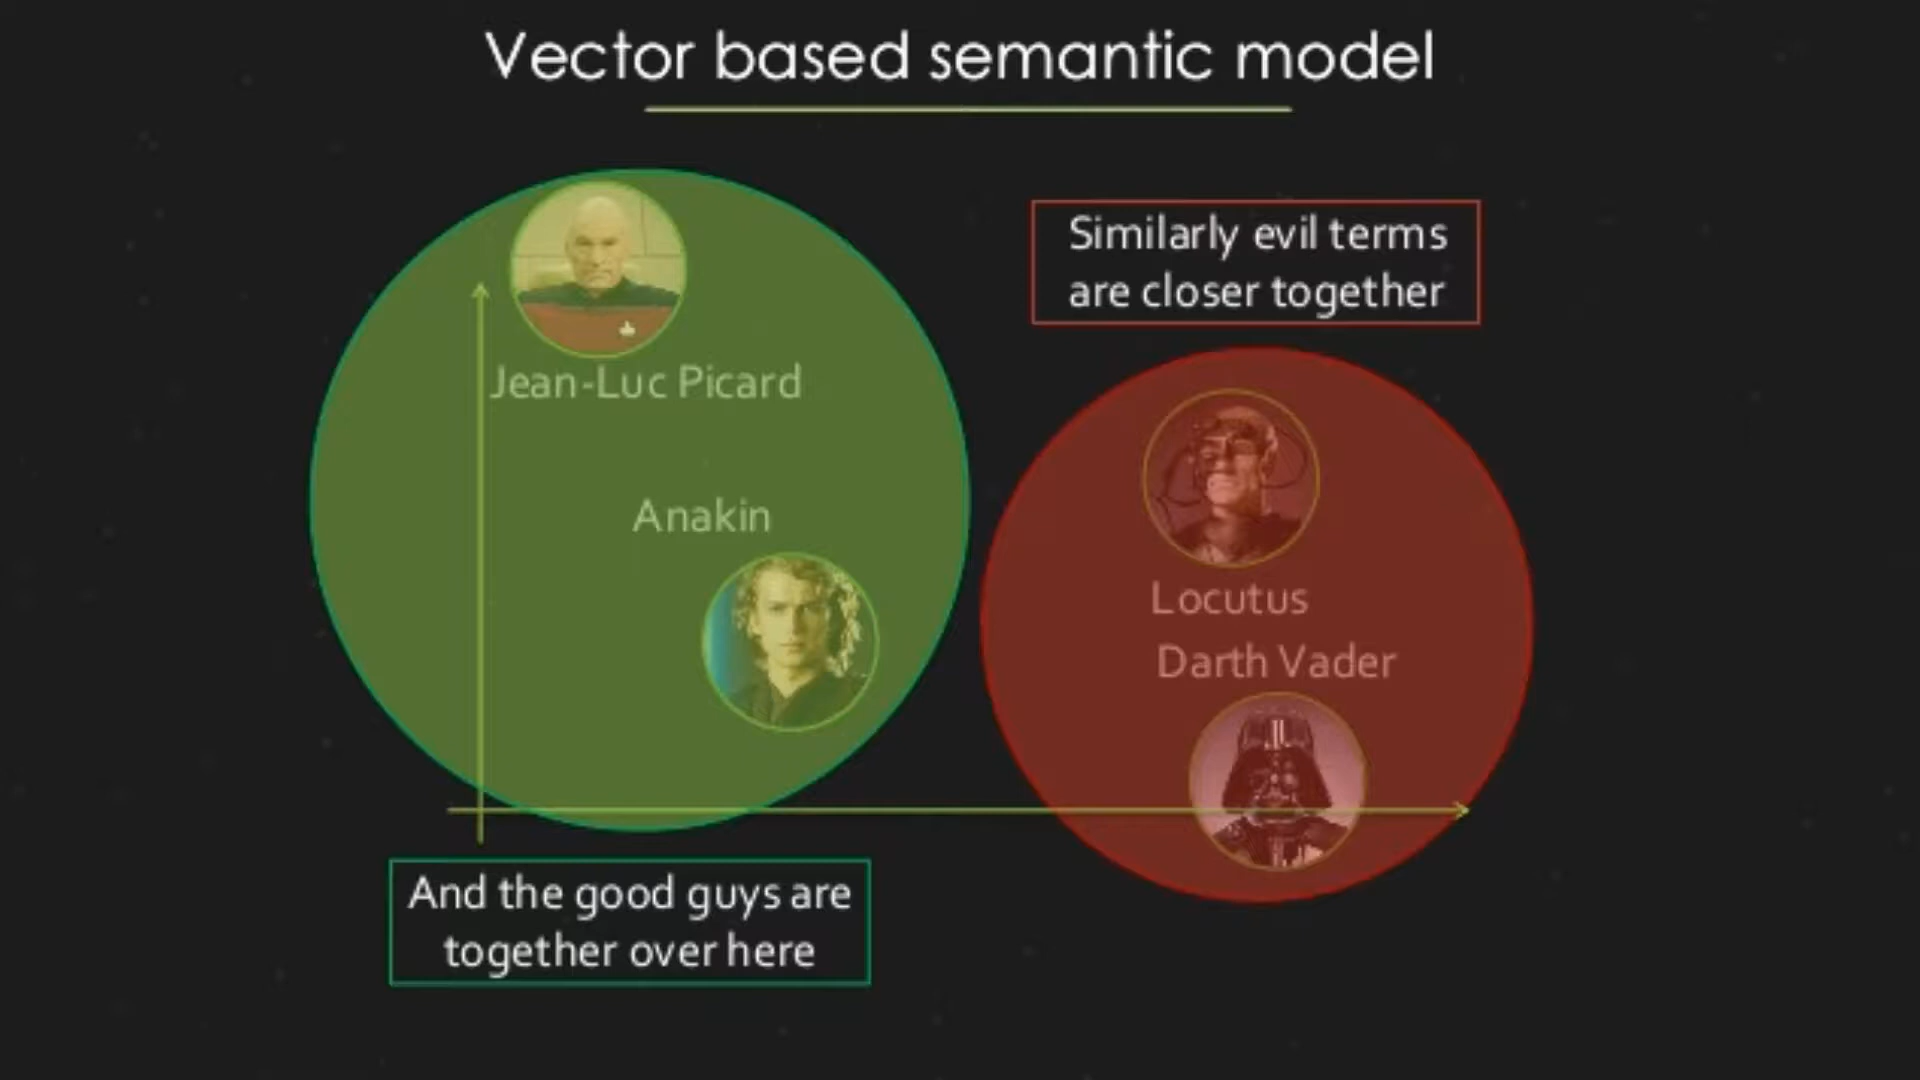 Vector based semantic model
Similarly evil terms
are closer together
Jean-Luc Picard
Anakin
Locutus
Darth Vader
And the good guys are
together over here